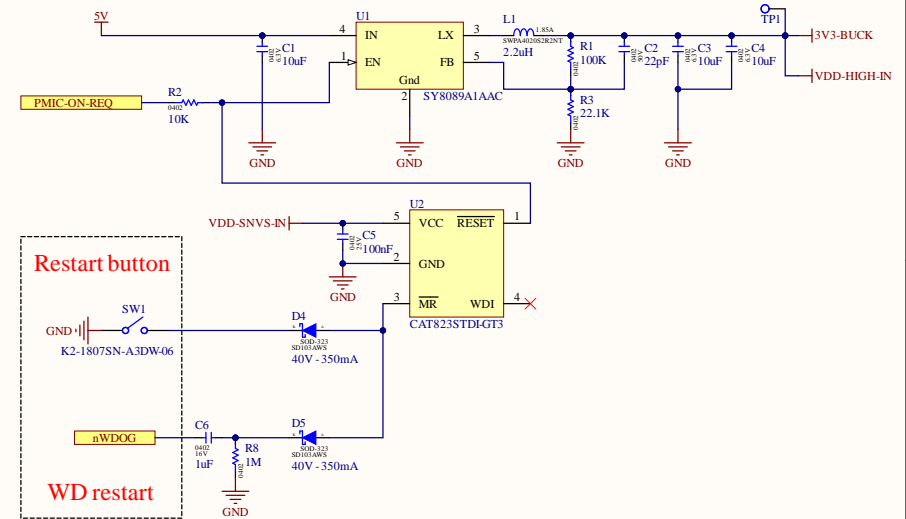 5V
U1
4
IN
LX
3
1
EN
FB
5
Gnd
2
SY8089A1AAC
L1
1.85A
SWPA4020S2R2NT
2.2uH
TP1
3V3-BUCK
VDD-HIGH-IN
C1
0402
6.3V
10uF
R1
100K
0402
C2
0402
50V
22pF
C3
0402
6.3V
10uF
C4
0402
6.3V
10uF
R3
22.1K
0402
PMIC-ON-REQ
R2
0402
10K
GND
GND
GND
GND
U2
VDD-SNVS-IN
5
VCC
RESET
1
C5
0402
25V
100nF
2
GND
GND
3
MR
WDI
4
CAT823STDI-GT3
Restart button
SW1
GND
K2-1807SN-A3DW-06
D4
SOD-323
SD103AWS
40V - 350mA
nWDOG
C6
0402
16V
1uF
R8
1M
0402
GND
D5
SOD-323
SD103AWS
40V - 350mA
WD restart